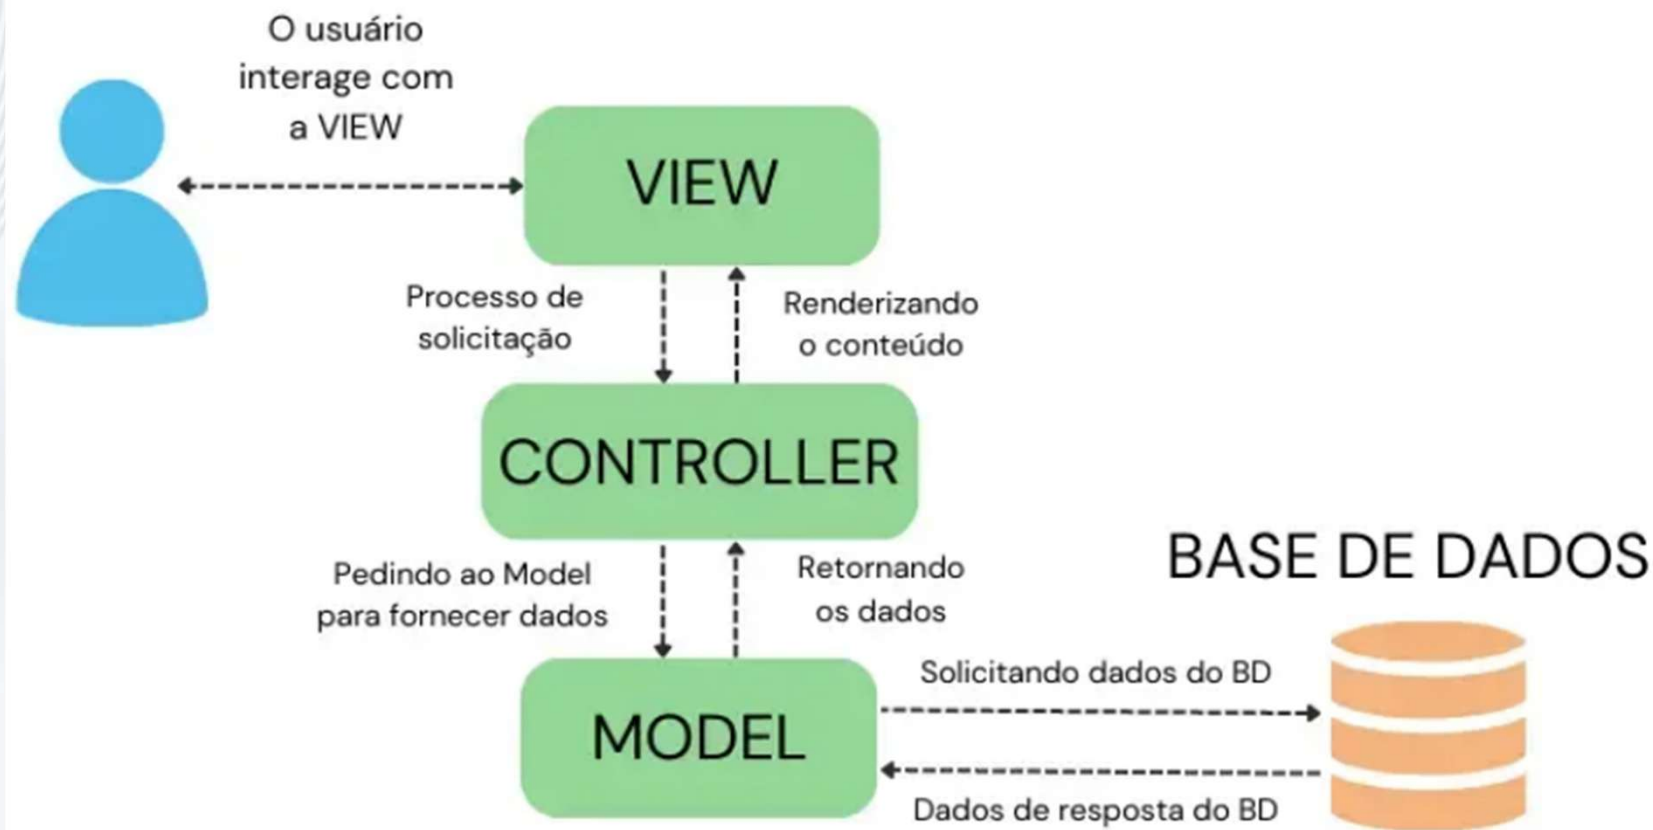 O usuário
interage com
a VIEW
VIEW
Processo de
solicitação
Renderizando
o conteúdo
CONTROLLER
Pedindo ao Model
para fornecer dados
Retornando
os dados
BASE DE DADOS
MODEL
Solicitando dados do BD
Dados de resposta do BD